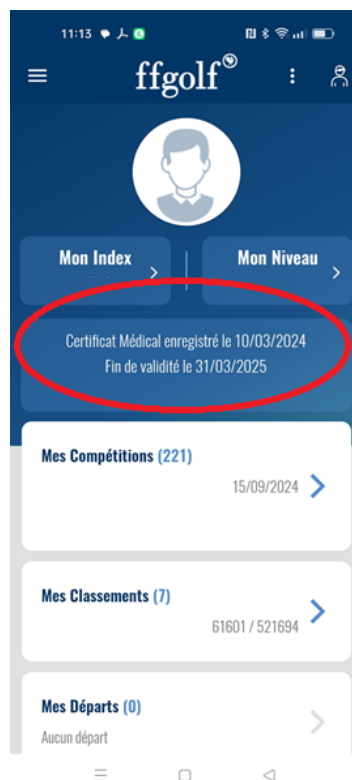 11:13
ffgolf®
Mon Index
Mon Niveau
Certificat Médical enregistré le 10/03/2024
Fin de validité le 31/03/2025
Mes Compétitions (221)
15/09/2024
Mes Classements (7)
61601 / 521694
Mes Départs (0)
Aucun départ